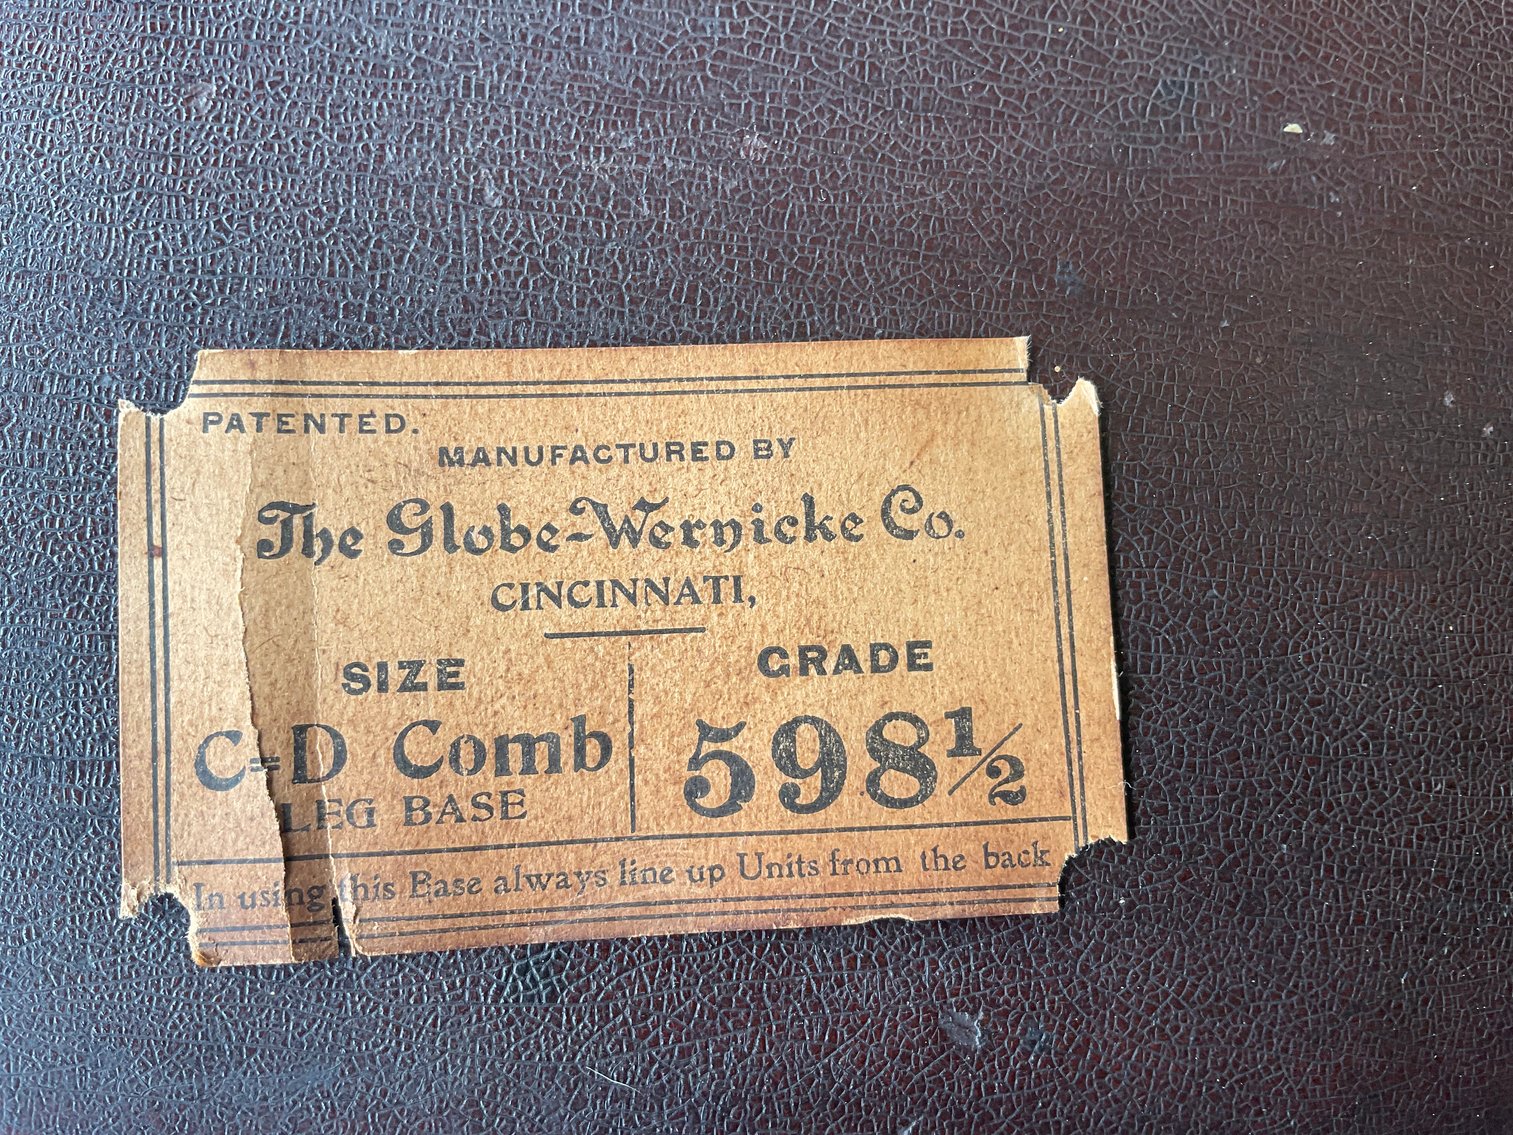 PATENTED.
MANUFACTURED BY
The Globe-Wernicke Co.
CINCINNATI,
SIZE
C-D Comb
LEG BASE
GRADE
598½
In using this Base always line up Units from the back